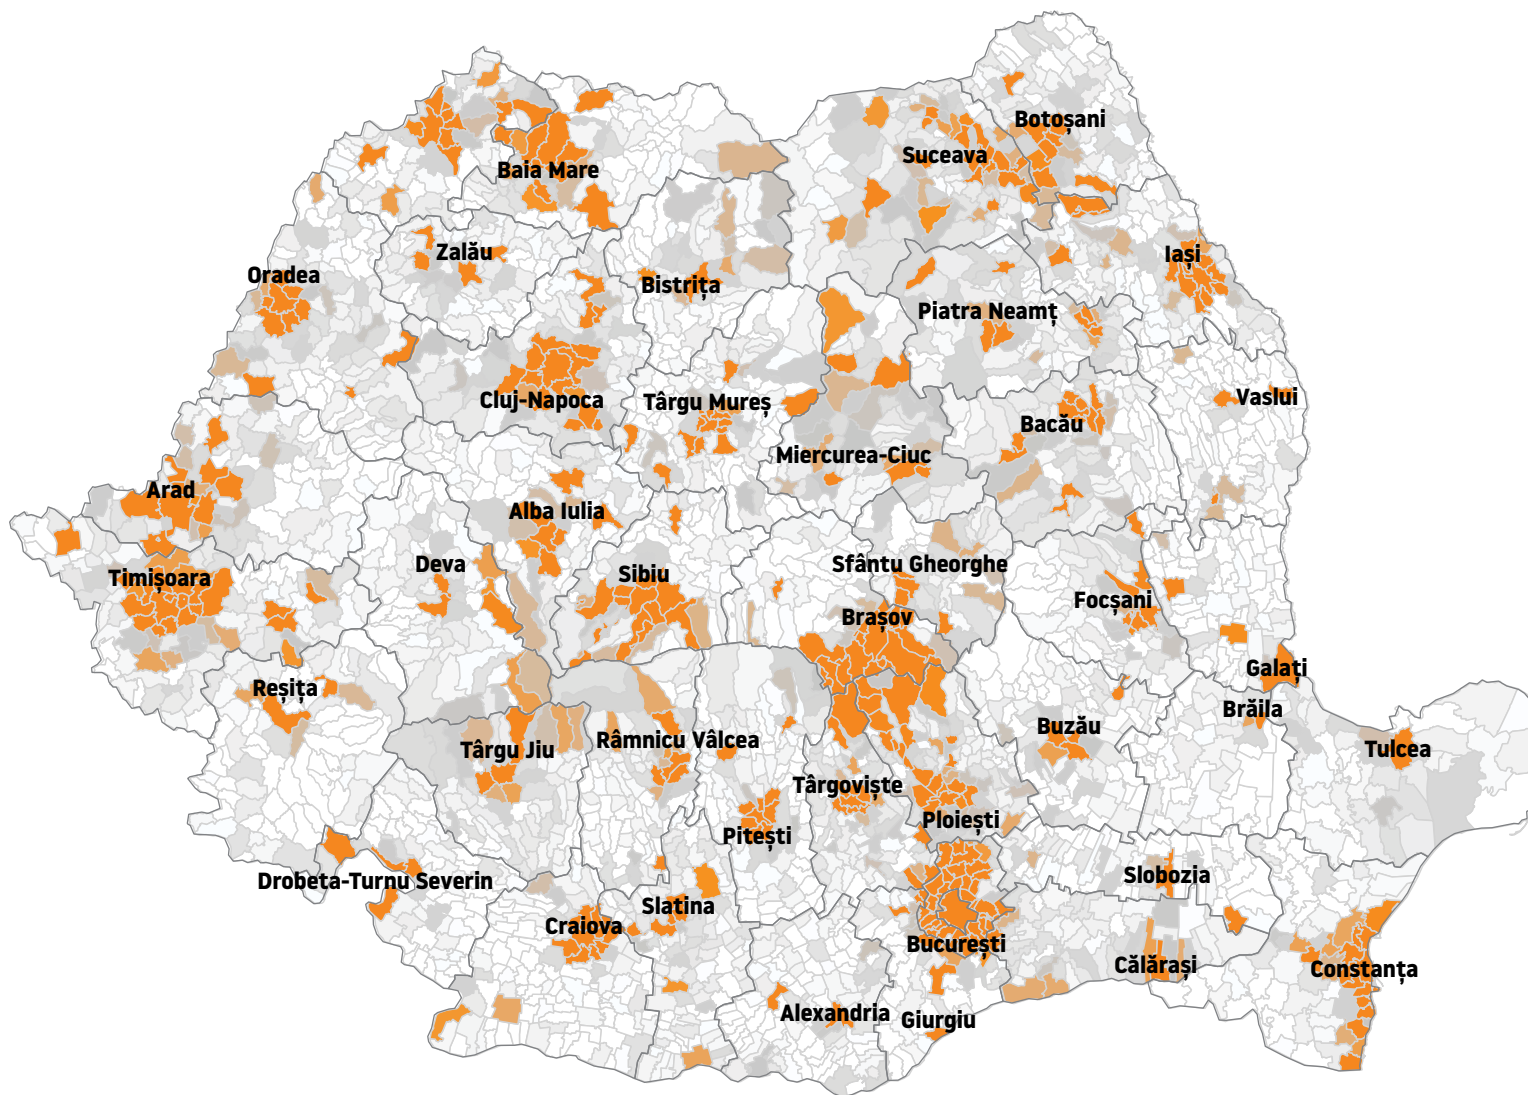 Botoșani
Suceava
Baia Mare
Zalău
Iași
Oradea
Bistrița
Piatra Neamț
Cluj-Napoca
Târgu Mureș
Vaslui
Bacău
Miercurea-Ciuc
Arad
Alba Iulia
Deva
Sfântu Gheorghe
Timișoara
Sibiu
Focșani
Brașov
Galați
Reșița
Brăila
Buzău
Râmnicu Vâlcea
Târgu Jiu
Tulcea
Târgoviște
Ploiești
Pitești
Slobozia
Drobeta-Turnu Severin
Slatina
Craiova
București
Călărași
Constanța
Alexandria
Giurgiu